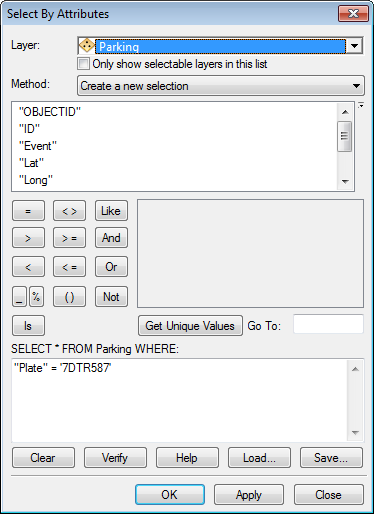 Select By Attributes
Layer: Parking
Only show selectable layers in this list
Method: Create a new selection
"OBJECTID"
"ID"
"Event"
"Lat"
"Long"
= < > Like
> > = And
< < = Or
_ % ( ) Not
Is Get Unique Values Go To:
SELECT * FROM Parking WHERE:
"Plate" = '7DTR587'
Clear Verify Help Load... Save...
OK Apply Close